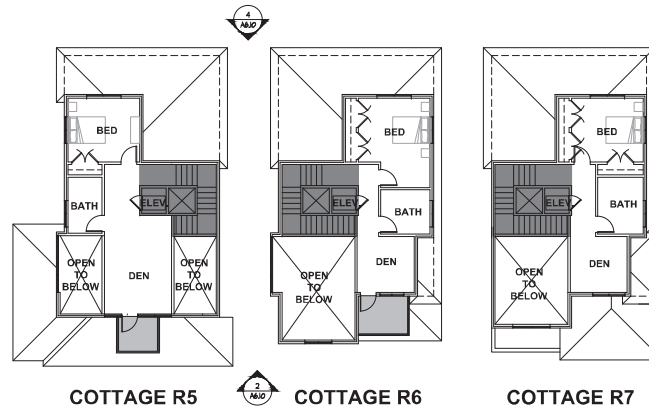 4
A6.10
BED
BATH
ELEV
OPEN
TO
BELOW
DEN
OPEN
TO
BELOW
BED
ELEV
BATH
OPEN
TO
BELOW
DEN
BED
ELEV
BATH
OPEN
TO
BELOW
DEN
COTTAGE R5
2
A6.10
COTTAGE R6
COTTAGE R7